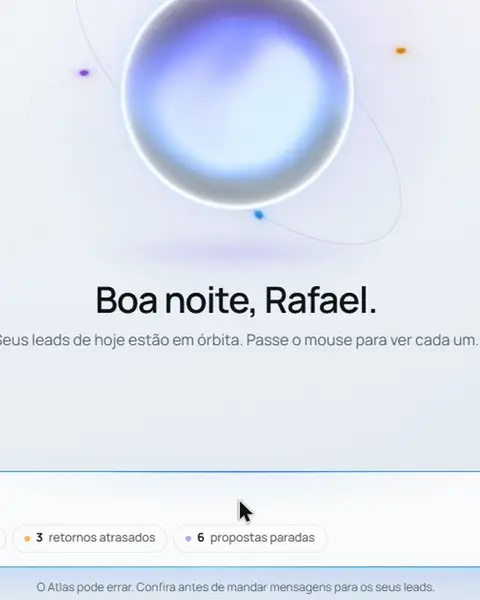 Boa noite, Rafael.
Seus leads de hoje estão em órbita. Passe o mouse para ver cada um.
3 retornos atrasados
6 propostas paradas
O Atlas pode errar. Confira antes de mandar mensagens para os seus leads.